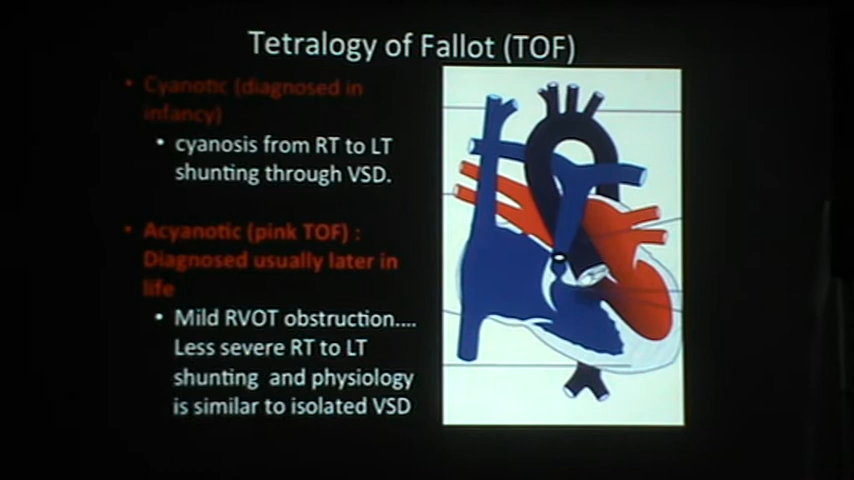 Tetralogy of Fallot (TOF)
• Cyanotic (diagnosed in
infancy)
• cyanosis from RT to LT
shunting through VSD.
• Acyanotic (pink TOF) :
Diagnosed usually later in
life
• Mild RVOT obstruction....
Less severe RT to LT
shunting and physiology
is similar to isolated VSD